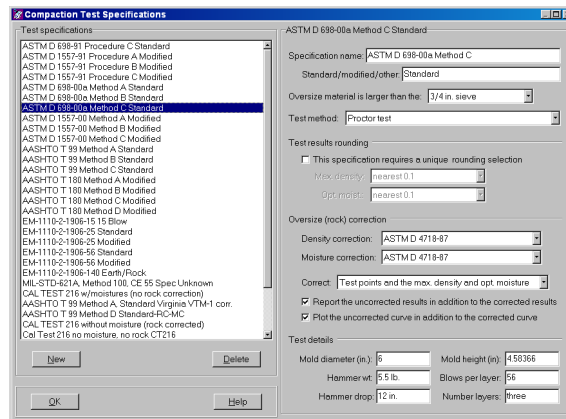 Compaction Test Specifications
Test specifications
ASTM D 698-91 Procedure C Standard
ASTM D 1557-91 Procedure A Modified
ASTM D 1557-91 Procedure B Modified
ASTM D 1557-91 Procedure C Modified
ASTM D 698-00a Method A Standard
ASTM D 698-00a Method B Standard
ASTM D 698-00a Method C Standard
ASTM D 1557-00 Method A Modified
ASTM D 1557-00 Method B Modified
ASTM D 1557-00 Method C Modified
AASHTO T 99 Method A Standard
AASHTO T 99 Method B Standard
AASHTO T 99 Method C Standard
AASHTO T 180 Method A Modified
AASHTO T 180 Method B Modified
AASHTO T 180 Method C Modified
AASHTO T 180 Method D Modified
EM-1110-2-1906-15 15 Blow
EM-1110-2-1906-25 Standard
EM-1110-2-1906-25 Modified
EM-1110-2-1906-56 Standard
EM-1110-2-1906-56 Modified
EM-1110-2-1906-140 Earth/Rock
MIL-STD-621A, Method 100, CE 55 Spec Unknown
CAL TEST 216 w/moistures (no rock correction)
AASHTO T 99 Method A, Standard Virginia VTM-1 corr.
AASHTO T 99 Method D Standard-RC-MC
CAL TEST 216 without moisture (rock corrected)
Cal Test 216 no moisture, no rock CT216
New
Delete
OK
Help
ASTM D 698-00a Method C Standard
Specification name: ASTM D 698-00a Method C
Standard/modified/other: Standard
Oversize material is larger than the: 3/4 in. sieve
Test method: Proctor test
Test results rounding
This specification requires a unique rounding selection
Max. density: nearest 0.1
Opt. moist.: nearest 0.1
Oversize (rock) correction
Density correction: ASTM D 4718-87
Moisture correction: ASTM D 4718-87
Correct: Test points and the max. density and opt. moisture
Report the uncorrected results in addition to the corrected results
Plot the uncorrected curve in addition to the corrected curve
Test details
Mold diameter (in.): 6
Mold height (in): 4.58366
Hammer wt: 5.5 lb.
Blows per layer: 56
Hammer drop: 12 in.
Number layers: three